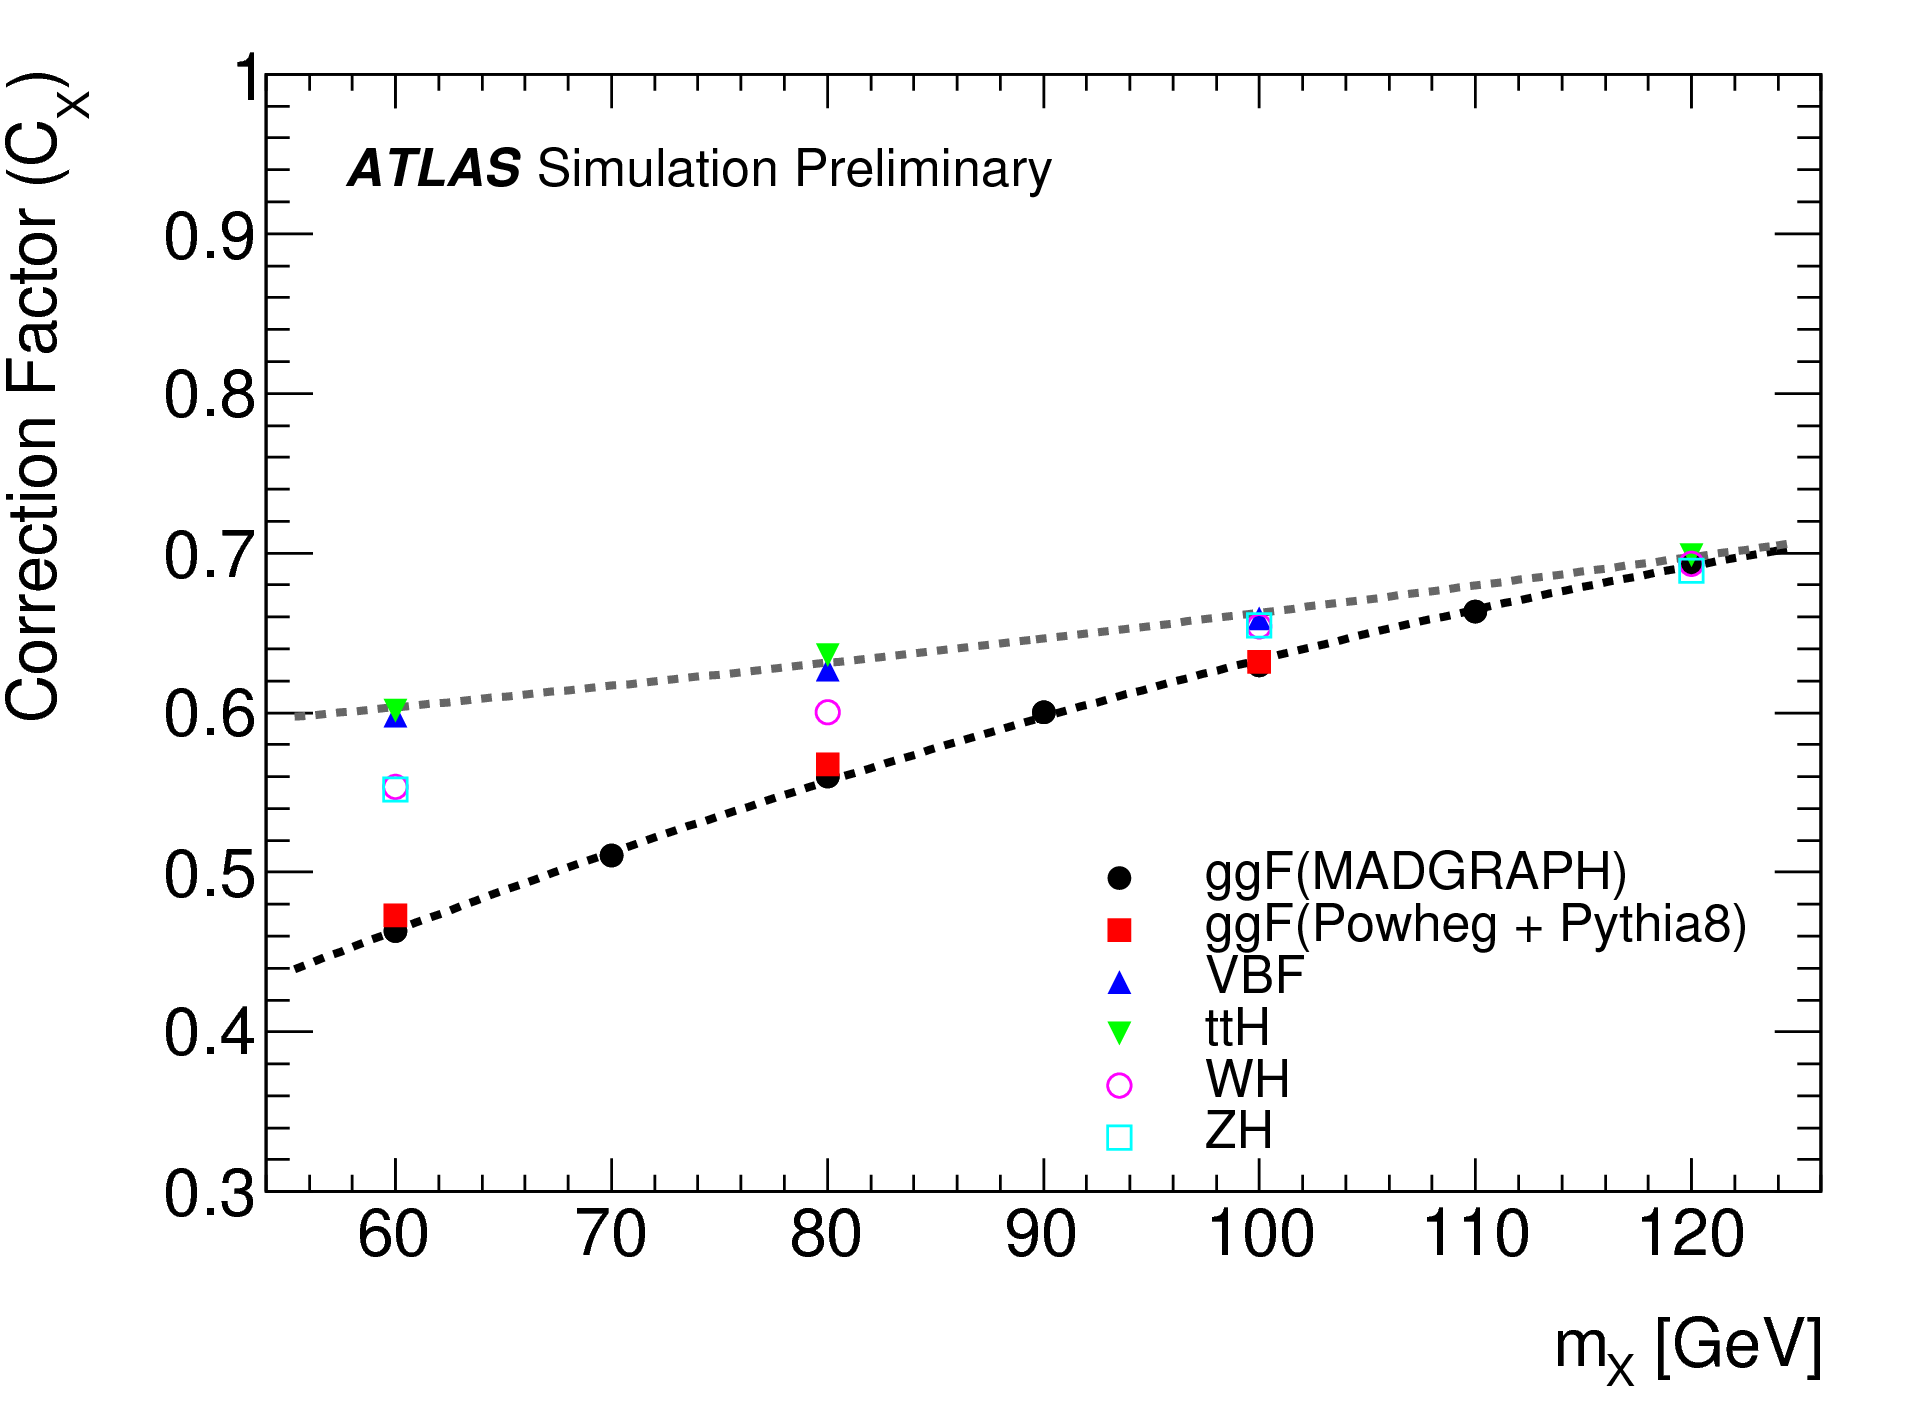 Correction Factor (C_X)
1
0.9
0.8
0.7
0.6
0.5
0.4
0.3
ATLAS Simulation Preliminary
ggF(MADGRAPH)
ggF(Powheg + Pythia8)
VBF
ttH
WH
ZH
60 70 80 90 100 110 120
m_X [GeV]